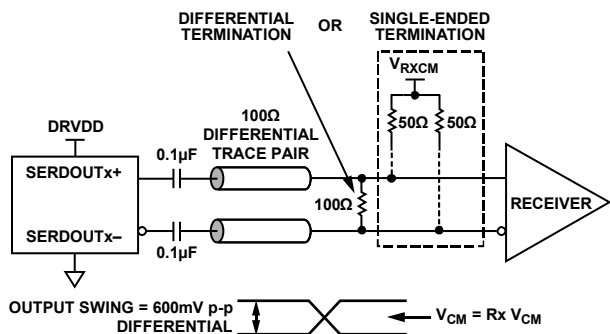 DIFFERENTIAL
TERMINATION
OR
SINGLE-ENDED
TERMINATION
VRXCM
50Ω
50Ω
100Ω
DIFFERENTIAL
TRACE PAIR
DRVDD
0.1µF
SERDOUTx+
100Ω
RECEIVER
SERDOUTx–
0.1µF
OUTPUT SWING = 600mV p-p
DIFFERENTIAL
VCM = Rx VCM